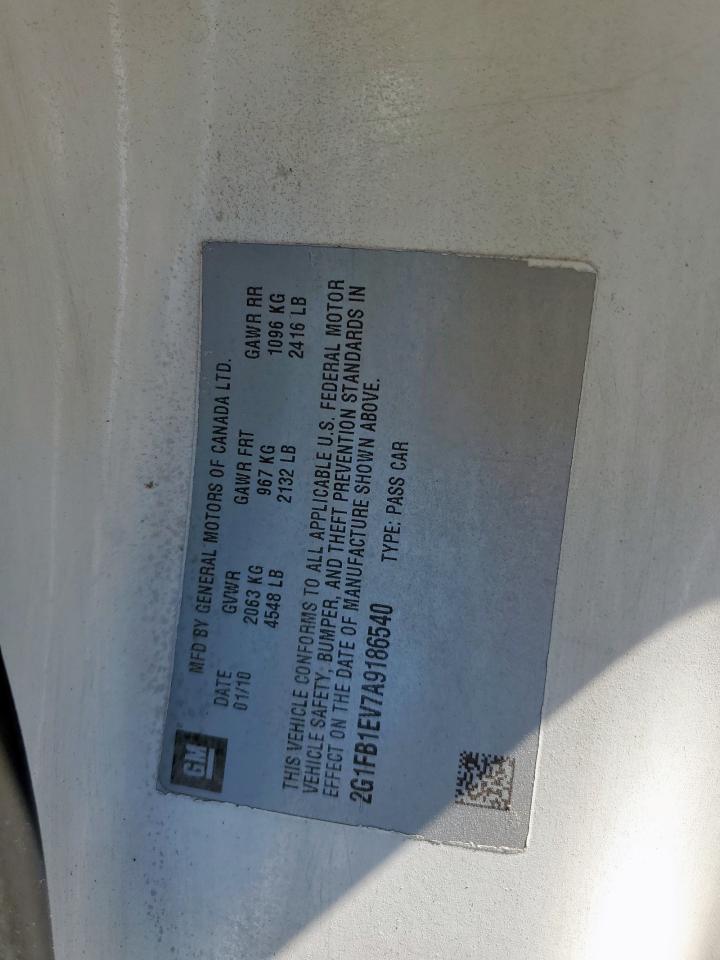 GM
MFD BY GENERAL MOTORS OF CANADA LTD.
DATE GVWR GAWR FRT GAWR RR
01/10 2063 KG 967 KG 1096 KG
4548 LB 2132 LB 2416 LB
THIS VEHICLE CONFORMS TO ALL APPLICABLE U.S. FEDERAL MOTOR
VEHICLE SAFETY, BUMPER, AND THEFT PREVENTION STANDARDS IN
EFFECT ON THE DATE OF MANUFACTURE SHOWN ABOVE.
2G1FB1EV7A9186540 TYPE: PASS CAR